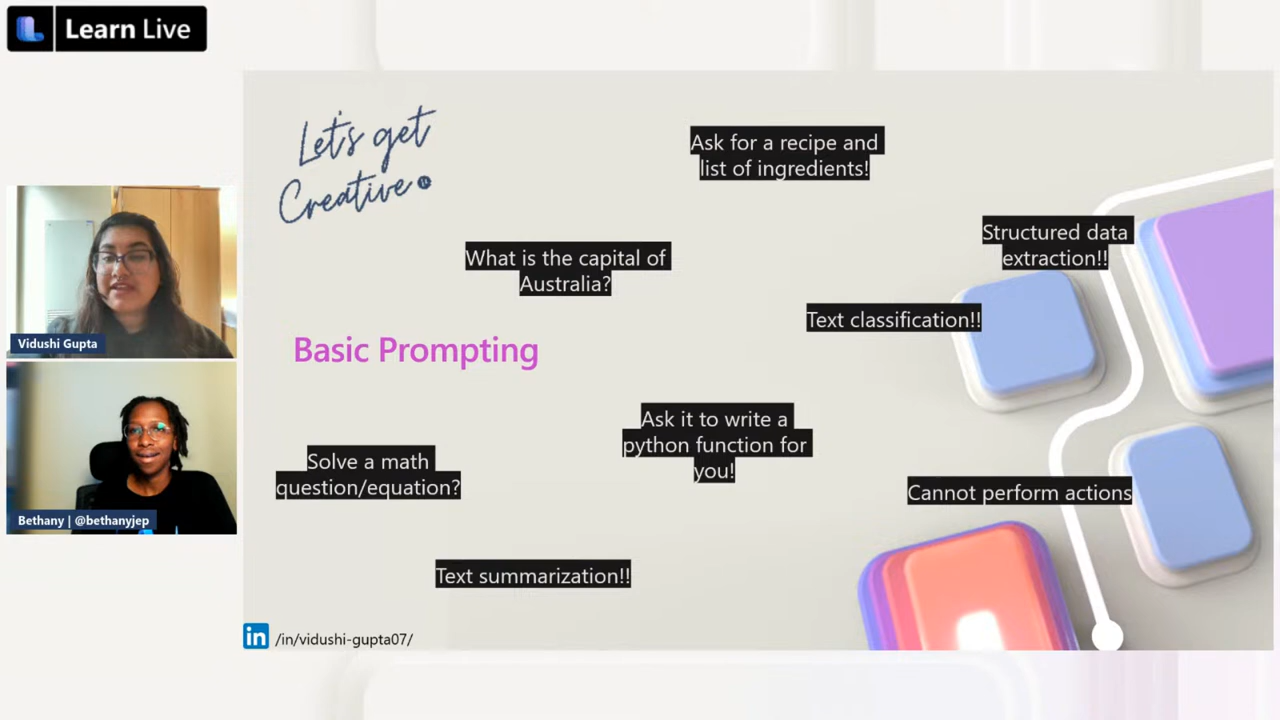 Learn Live
Let's get
Creative
Ask for a recipe and
list of ingredients!
What is the capital of
Australia?
Structured data
extraction!!
Text classification!!
Basic Prompting
Ask it to write a
python function for
you!
Solve a math
question/equation?
Cannot perform actions
Text summarization!!
in /in/vidushi-gupta07/
Vidushi Gupta
Bethany | @bethanyjep